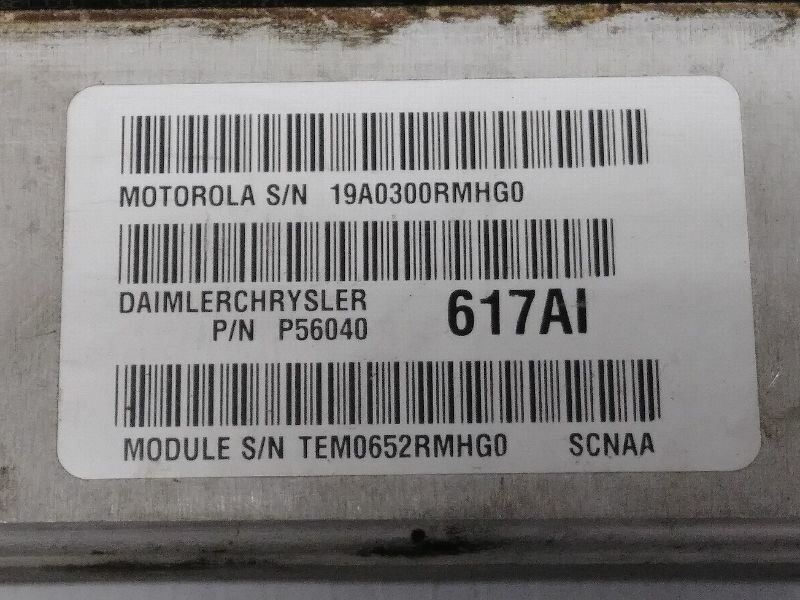 MOTOROLA S/N 19A0300RMHG0
DAIMLERCHRYSLER
P/N P56040 617AI
MODULE S/N TEM0652RMHG0 SCNAA